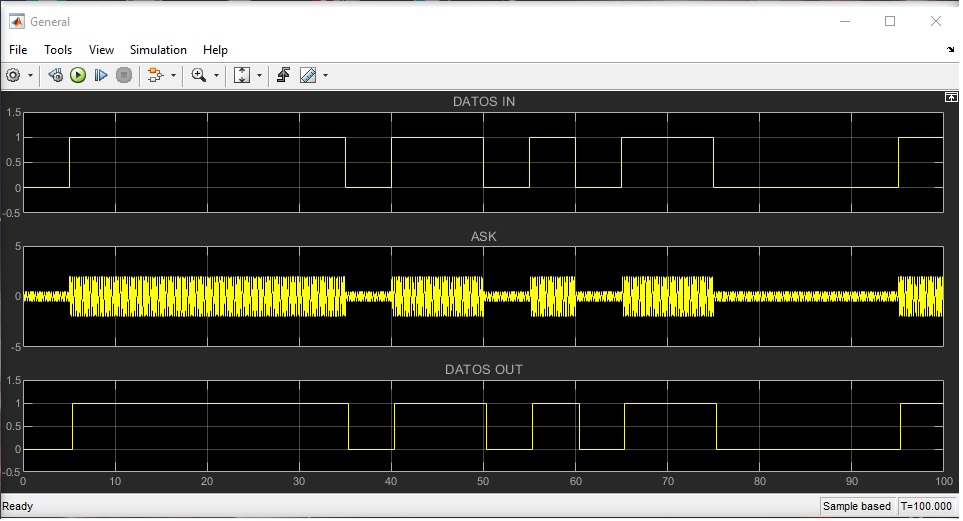 General
File Tools View Simulation Help
DATOS IN
1.5
1
0.5
0
-0.5
ASK
5
0
-5
DATOS OUT
1.5
1
0.5
0
-0.5
0 10 20 30 40 50 60 70 80 90 100
Ready Sample based T=100.000